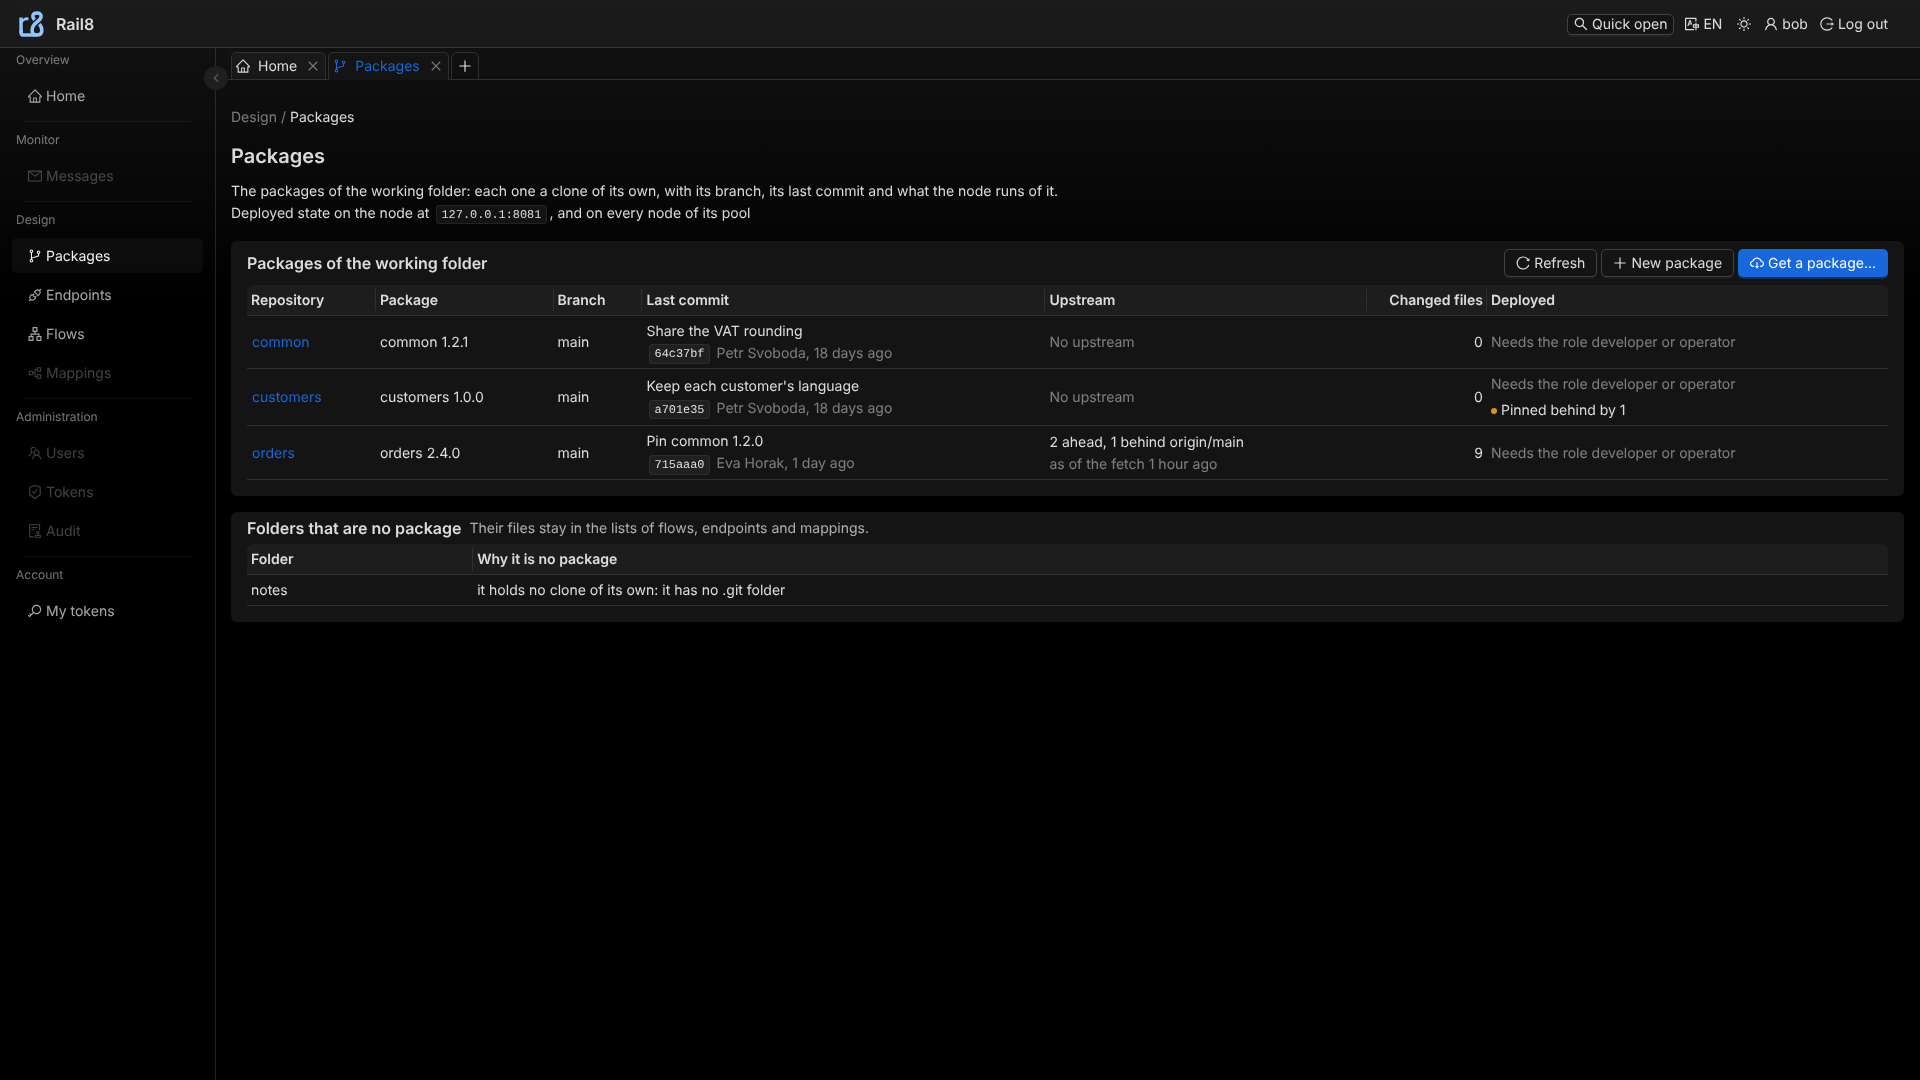 Rail8
Quick open
EN
bob
Log out
Overview
Home
Monitor
Messages
Design
Packages
Endpoints
Flows
Mappings
Administration
Users
Tokens
Audit
Account
My tokens
Home
Packages
Design / Packages
Packages
The packages of the working folder: each one a clone of its own, with its branch, its last commit and what the node runs of it.
Deployed state on the node at 127.0.0.1:8081, and on every node of its pool
Packages of the working folder
Refresh
New package
Get a package...
Repository Package Branch Last commit Upstream Changed files Deployed
common common 1.2.1 main Share the VAT rounding No upstream 0 Needs the role developer or operator
64c37bf Petr Svoboda, 18 days ago
customers customers 1.0.0 main Keep each customer's language No upstream 0 Needs the role developer or operator
a701e35 Petr Svoboda, 18 days ago Pinned behind by 1
orders orders 2.4.0 main Pin common 1.2.0 2 ahead, 1 behind origin/main 9 Needs the role developer or operator
715aaa0 Eva Horak, 1 day ago as of the fetch 1 hour ago
Folders that are no package Their files stay in the lists of flows, endpoints and mappings.
Folder Why it is no package
notes it holds no clone of its own: it has no .git folder